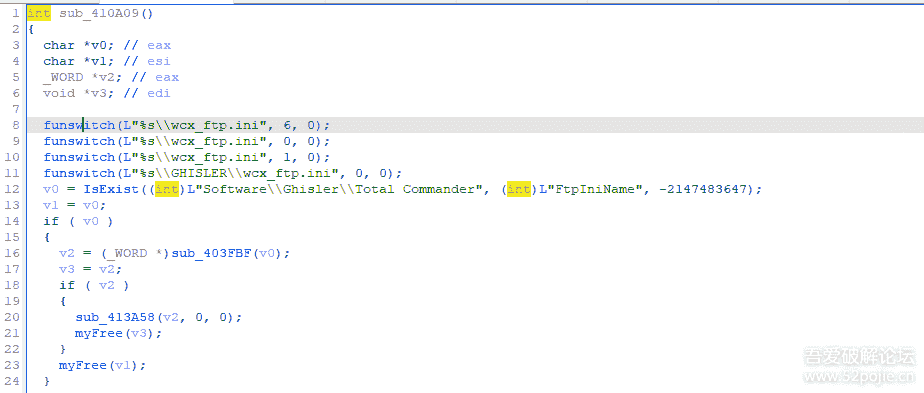 1 int sub_410A09()
2 {
3 char *v0; // eax
4 char *v1; // esi
5 _WORD *v2; // eax
6 void *v3; // edi
7
8 funswitch(L"%s\\wcx_ftp.ini", 6, 0);
9 funswitch(L"%s\\wcx_ftp.ini", 0, 0);
10 funswitch(L"%s\\wcx_ftp.ini", 1, 0);
11 funswitch(L"%s\\GHISLER\\wcx_ftp.ini", 0, 0);
12 v0 = IsExist((int)L"Software\\Ghisler\\Total Commander", (int)L"FtpIniName", -2147483647);
13 v1 = v0;
14 if ( v0 )
15 {
16 v2 = (_WORD *)sub_403FBF(v0);
17 v3 = v2;
18 if ( v2 )
19 {
20 sub_413A58(v2, 0, 0);
21 myFree(v3);
22 }
23 myFree(v1);
24 }
吾爱破解论坛
www.52pojie.cn